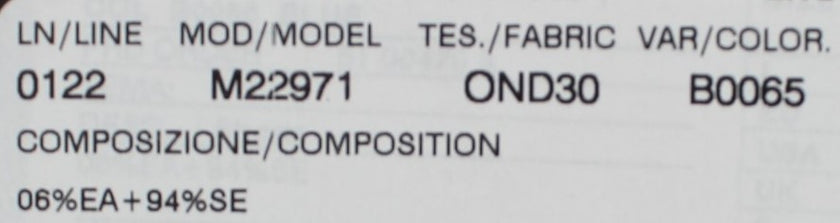 LN/LINE MOD/MODEL TES./FABRIC VAR/COLOR.
0122 M22971 OND30 B0065
COMPOSIZIONE/COMPOSITION
06%EA+94%SE